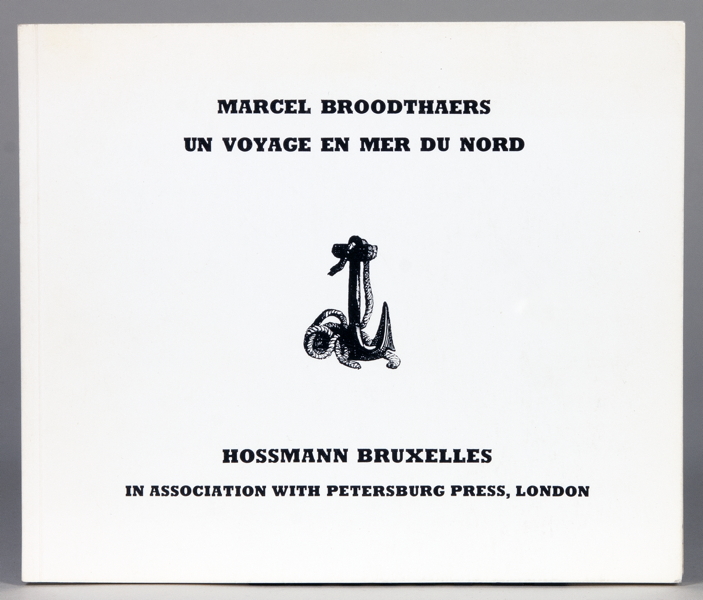 MARCEL BROODTHAERS
UN VOYAGE EN MER DU NORD
HOSSMANN BRUXELLES
IN ASSOCIATION WITH PETERSBURG PRESS, LONDON